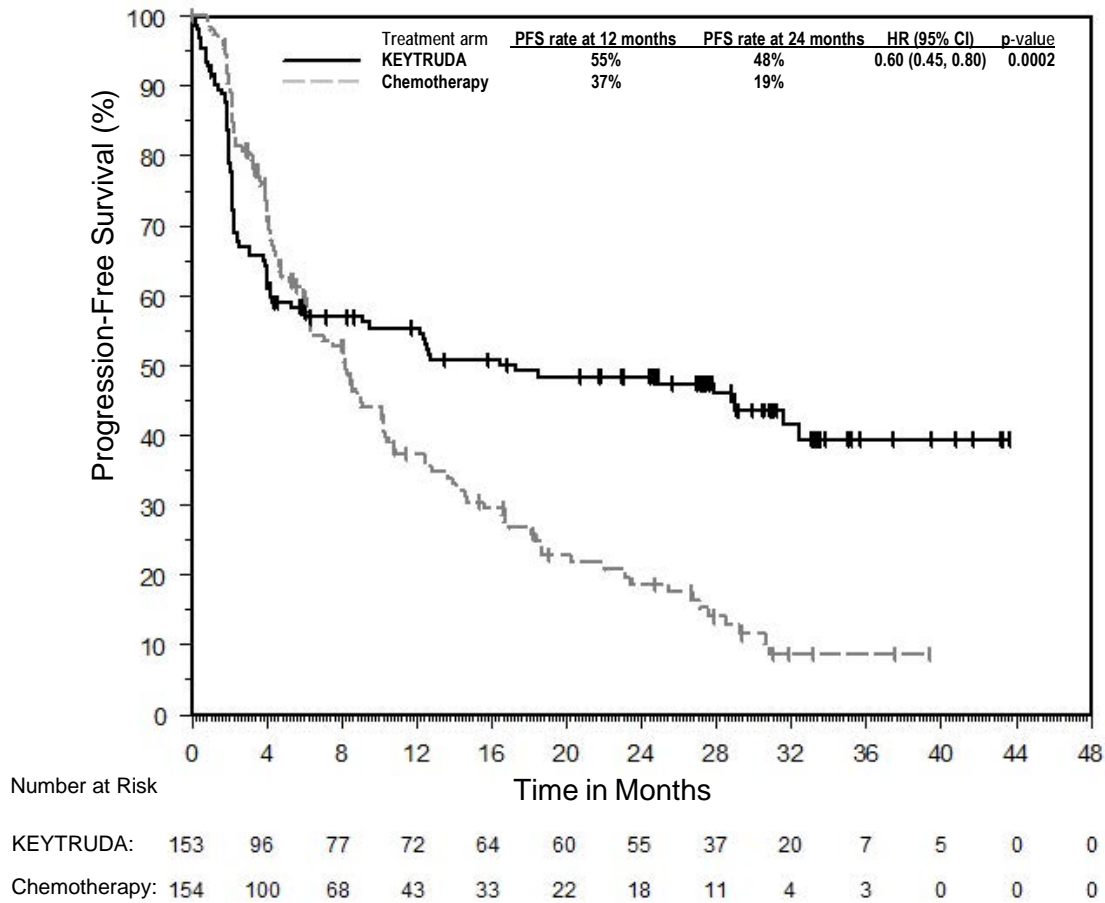 Treatment arm PFS rate at 12 months PFS rate at 24 months HR (95% CI) p-value
KEYTRUDA 55% 48% 0.60 (0.45, 0.80) 0.0002
Chemotherapy 37% 19%
Progression-Free Survival (%)
100
90
80
70
60
50
40
30
20
10
0
0 4 8 12 16 20 24 28 32 36 40 44 48
Time in Months
Number at Risk
KEYTRUDA: 153 96 77 72 64 60 55 37 20 7 5 0 0
Chemotherapy: 154 100 68 43 33 22 18 11 4 3 0 0 0